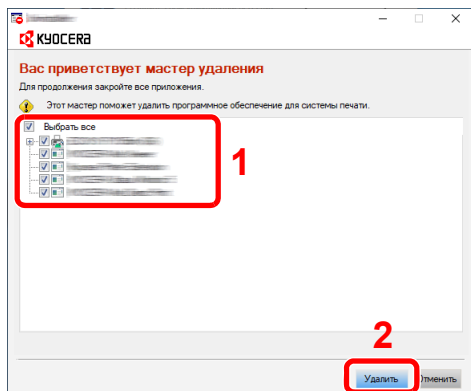 KYOCERA
Вас приветствует мастер удаления
Для продолжения закройте все приложения.
Этот мастер поможет удалить программное обеспечение для системы печати.
Выбрать все
1
2
Удалить Отменить